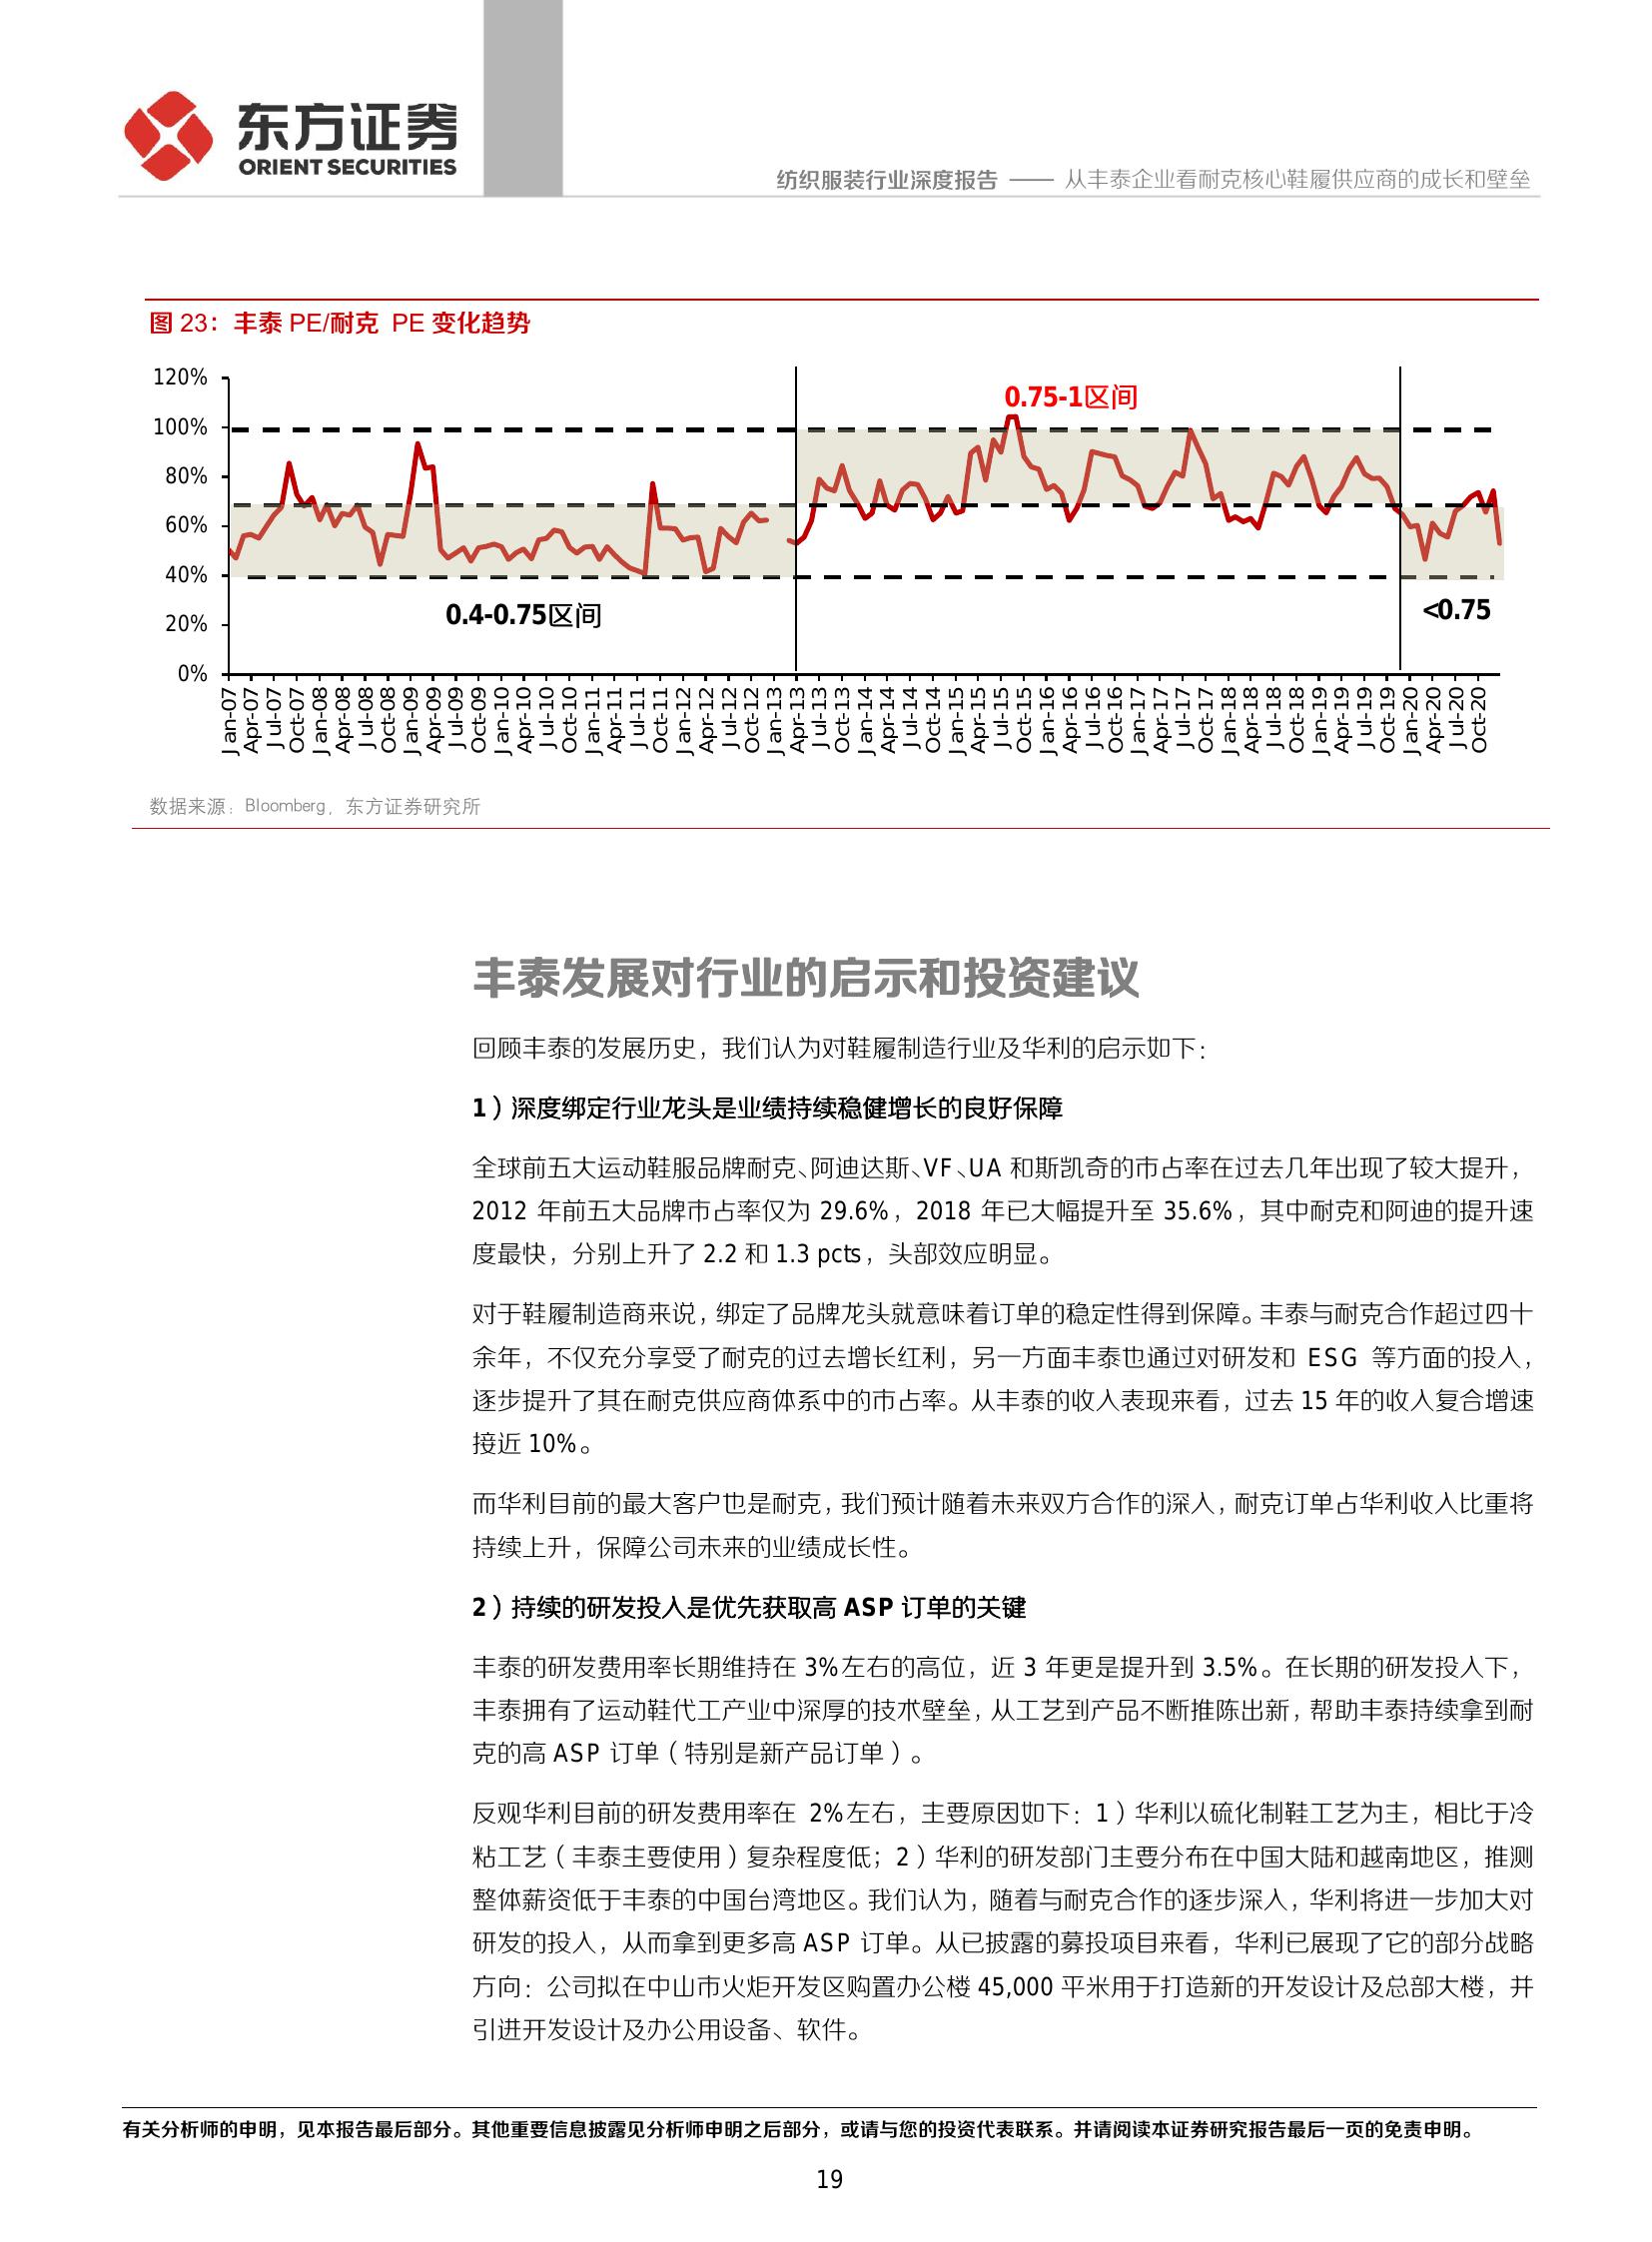 东方证券
ORIENT SECURITIES
纺织服装行业深度报告 —— 从丰泰企业看耐克核心鞋履供应商的成长和壁垒
图 23：丰泰 PE/耐克 PE 变化趋势
120%
100%
80%
60%
40%
20%
0%
0.75-1区间
0.4-0.75区间
<0.75
Jan-07
Apr-07
Jul-07
Oct-07
Jan-08
Apr-08
Jul-08
Oct-08
Jan-09
Apr-09
Jul-09
Oct-09
Jan-10
Apr-10
Jul-10
Oct-10
Jan-11
Apr-11
Jul-11
Oct-11
Jan-12
Apr-12
Jul-12
Oct-12
Jan-13
Apr-13
Jul-13
Oct-13
Jan-14
Apr-14
Jul-14
Oct-14
Jan-15
Apr-15
Jul-15
Oct-15
Jan-16
Apr-16
Jul-16
Oct-16
Jan-17
Apr-17
Jul-17
Oct-17
Jan-18
Apr-18
Jul-18
Oct-18
Jan-19
Apr-19
Jul-19
Oct-19
Jan-20
Apr-20
Jul-20
Oct-20
数据来源：Bloomberg，东方证券研究所
丰泰发展对行业的启示和投资建议
回顾丰泰的发展历史，我们认为对鞋履制造行业及华利的启示如下：
1）深度绑定行业龙头是业绩持续稳健增长的良好保障
全球前五大运动鞋服品牌耐克、阿迪达斯、VF、UA 和斯凯奇的市占率在过去几年出现了较大提升，
2012 年前五大品牌市占率仅为 29.6%，2018 年已大幅提升至 35.6%，其中耐克和阿迪的提升速
度最快，分别上升了 2.2 和 1.3 pcts，头部效应明显。
对于鞋履制造商来说，绑定了品牌龙头就意味着订单的稳定性得到保障。丰泰与耐克合作超过四十
余年，不仅充分享受了耐克的过去增长红利，另一方面丰泰也通过对研发和 ESG 等方面的投入，
逐步提升了其在耐克供应商体系中的市占率。从丰泰的收入表现来看，过去 15 年的收入复合增速
接近 10%。
而华利目前的最大客户也是耐克，我们预计随着未来双方合作的深入，耐克订单占华利收入比重将
持续上升，保障公司未来的业绩成长性。
2）持续的研发投入是优先获取高 ASP 订单的关键
丰泰的研发费用率长期维持在 3%左右的高位，近 3 年更是提升到 3.5%。在长期的研发投入下，
丰泰拥有了运动鞋代工产业中深厚的技术壁垒，从工艺到产品不断推陈出新，帮助丰泰持续拿到耐
克的高 ASP 订单（特别是新产品订单）。
反观华利目前的研发费用率在 2%左右，主要原因如下：1）华利以硫化制鞋工艺为主，相比于冷
粘工艺（丰泰主要使用）复杂程度低；2）华利的研发部门主要分布在中国大陆和越南地区，推测
整体薪资低于丰泰的中国台湾地区。我们认为，随着与耐克合作的逐步深入，华利将进一步加大对
研发的投入，从而拿到更多高 ASP 订单。从已披露的募投项目来看，华利已展现了它的部分战略
方向：公司拟在中山市火炬开发区购置办公楼 45,000 平米用于打造新的开发设计及总部大楼，并
引进开发设计及办公用设备、软件。
有关分析师的申明，见本报告最后部分。其他重要信息披露见分析师申明之后部分，或请与您的投资代表联系。并请阅读本证券研究报告最后一页的免责申明。
19